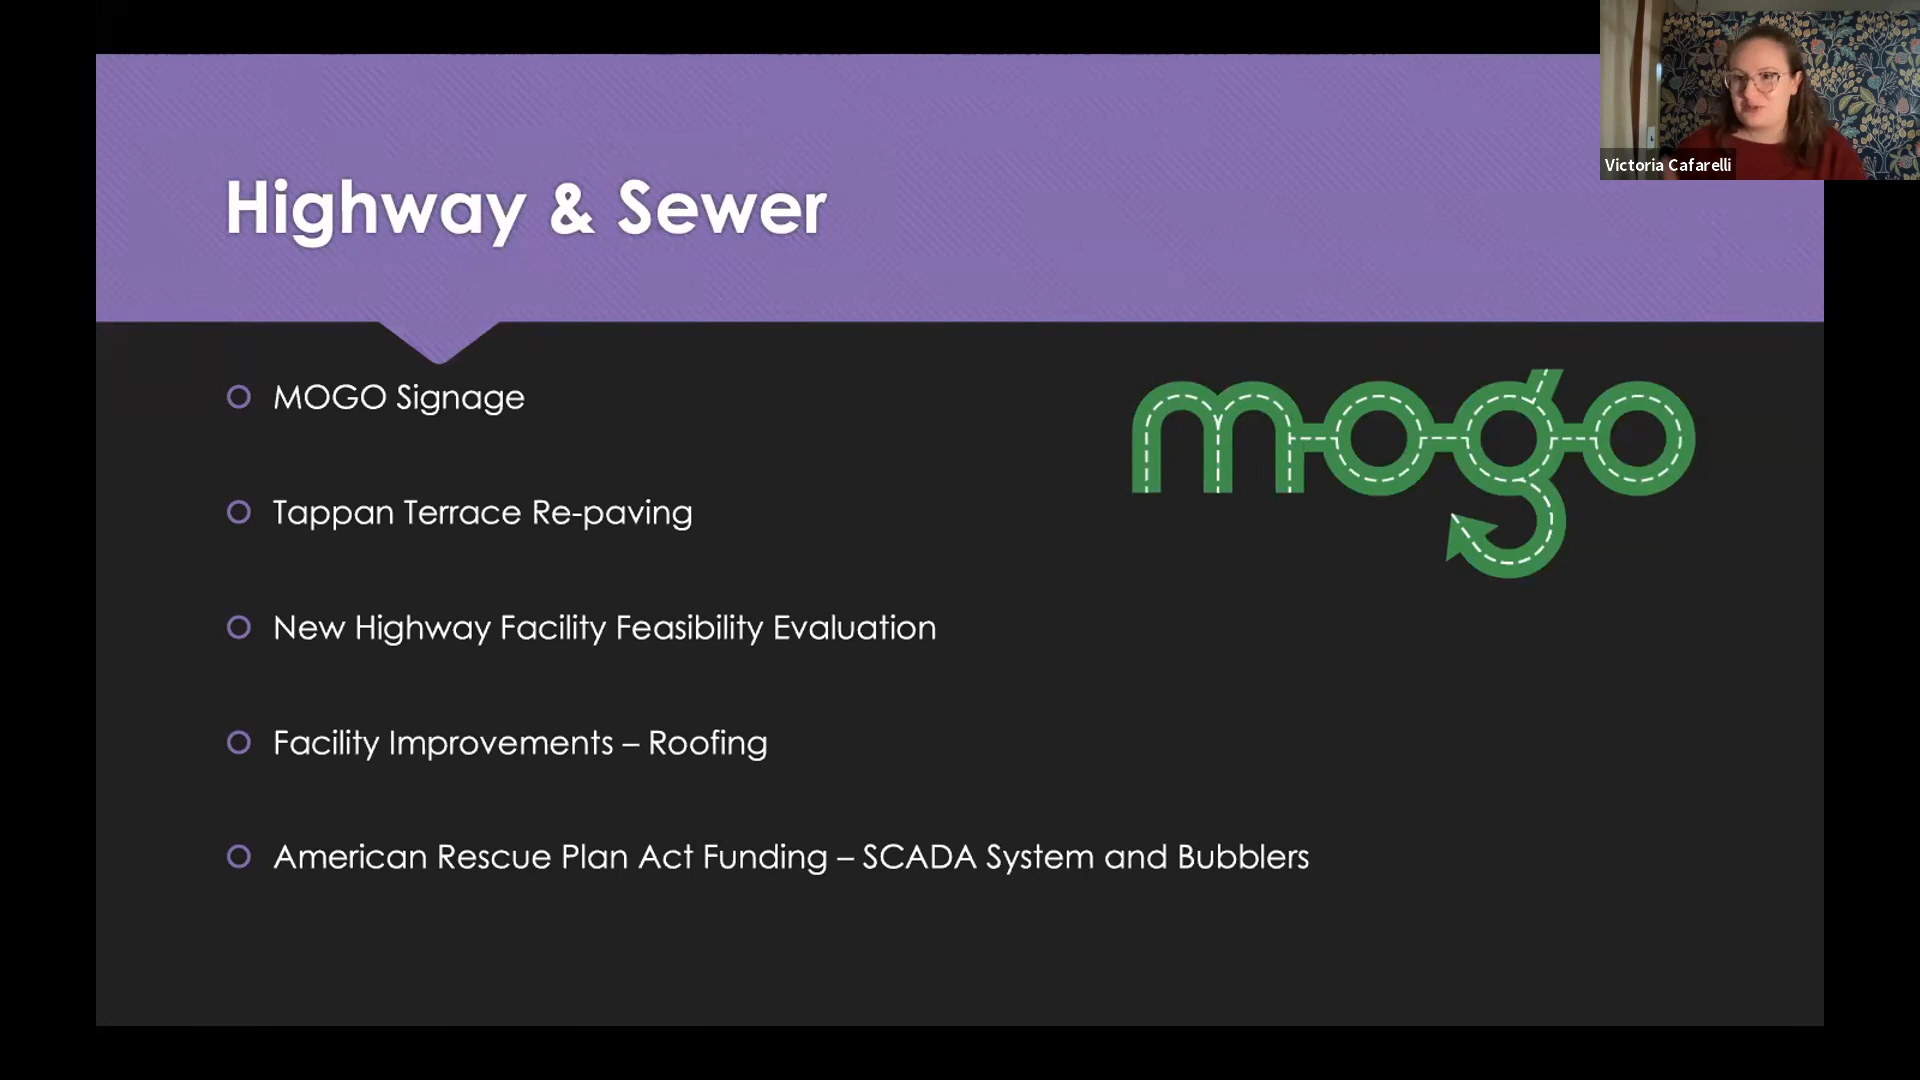 Victoria Cafarelli
Highway & Sewer
MOGO Signage
mogo
Tappan Terrace Re-paving
New Highway Facility Feasibility Evaluation
Facility Improvements – Roofing
American Rescue Plan Act Funding – SCADA System and Bubblers